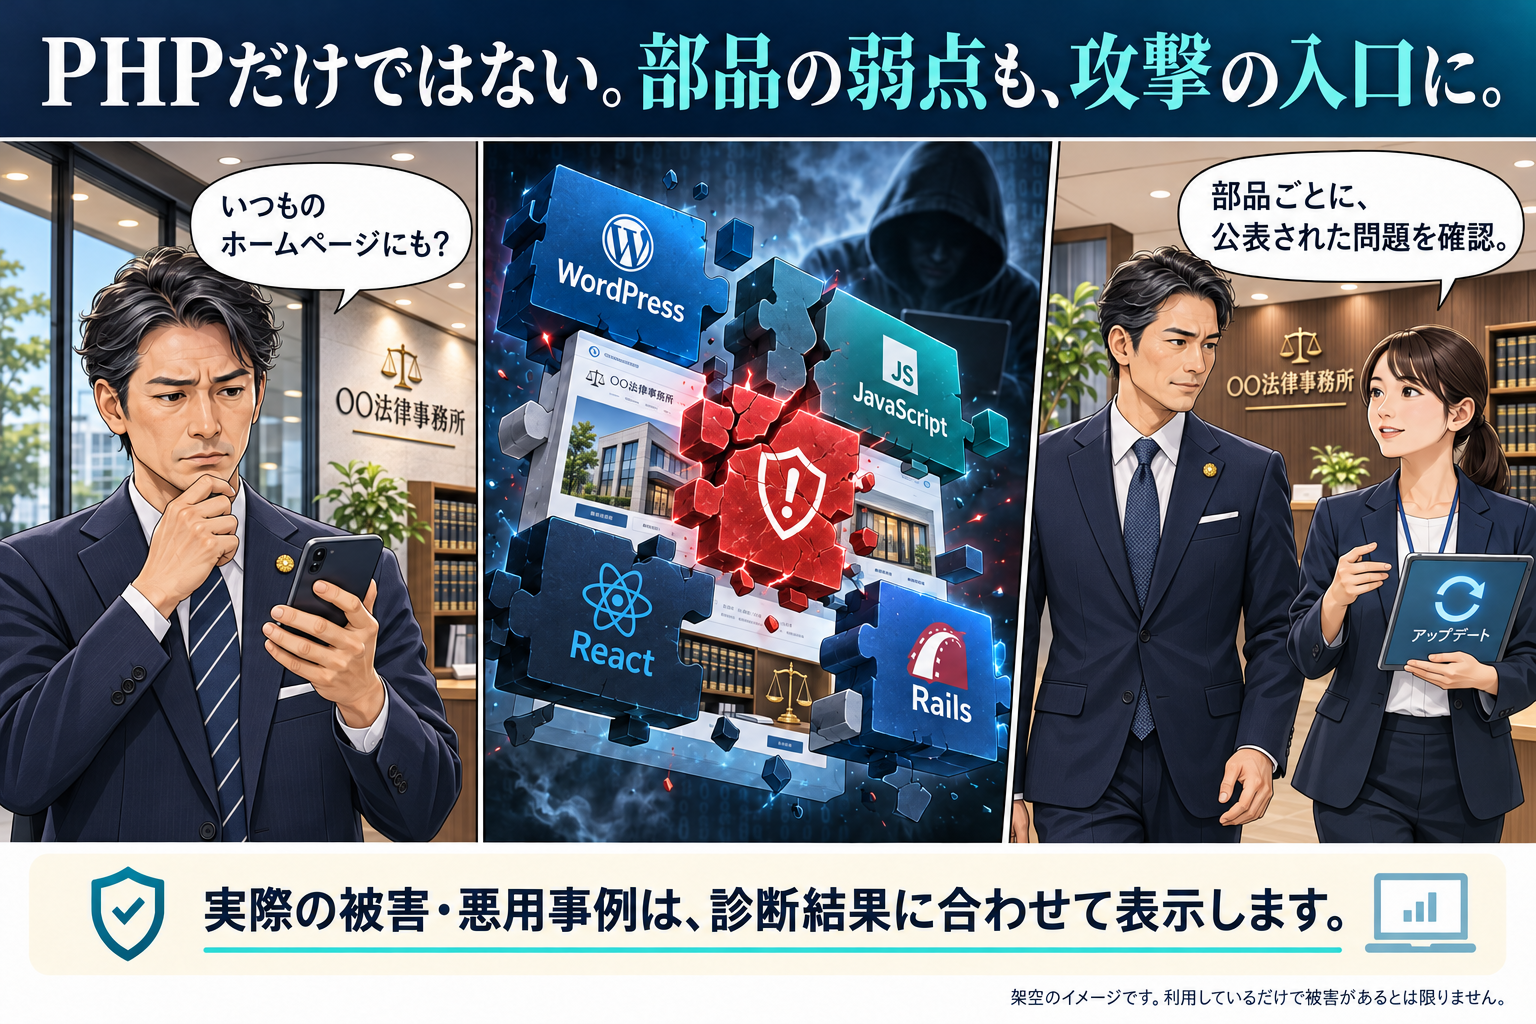 PHPだけではない。部品の弱点も、攻撃の入口に。
いつもの
ホームページにも?
〇〇法律事務所
WordPress
JS
JavaScript
〇〇法律事務所
React
Rails
部品ごとに、
公表された問題を確認。
〇〇法律事務所
アップデート
実際の被害・悪用事例は、診断結果に合わせて表示します。
架空のイメージです。利用しているだけで被害があるとは限りません。